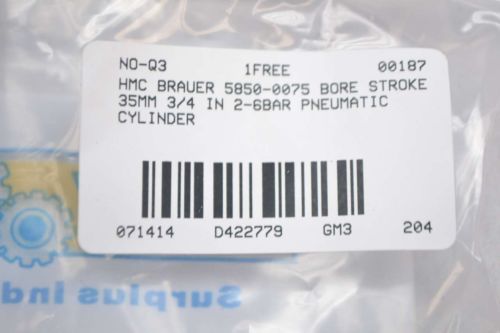 NO-Q3 1FREE 00187
HMC BRAUER 5850-0075 BORE STROKE
35MM 3/4 IN 2-6BAR PNEUMATIC
CYLINDER
071414 D422779 GM3 204
Surplus Ind